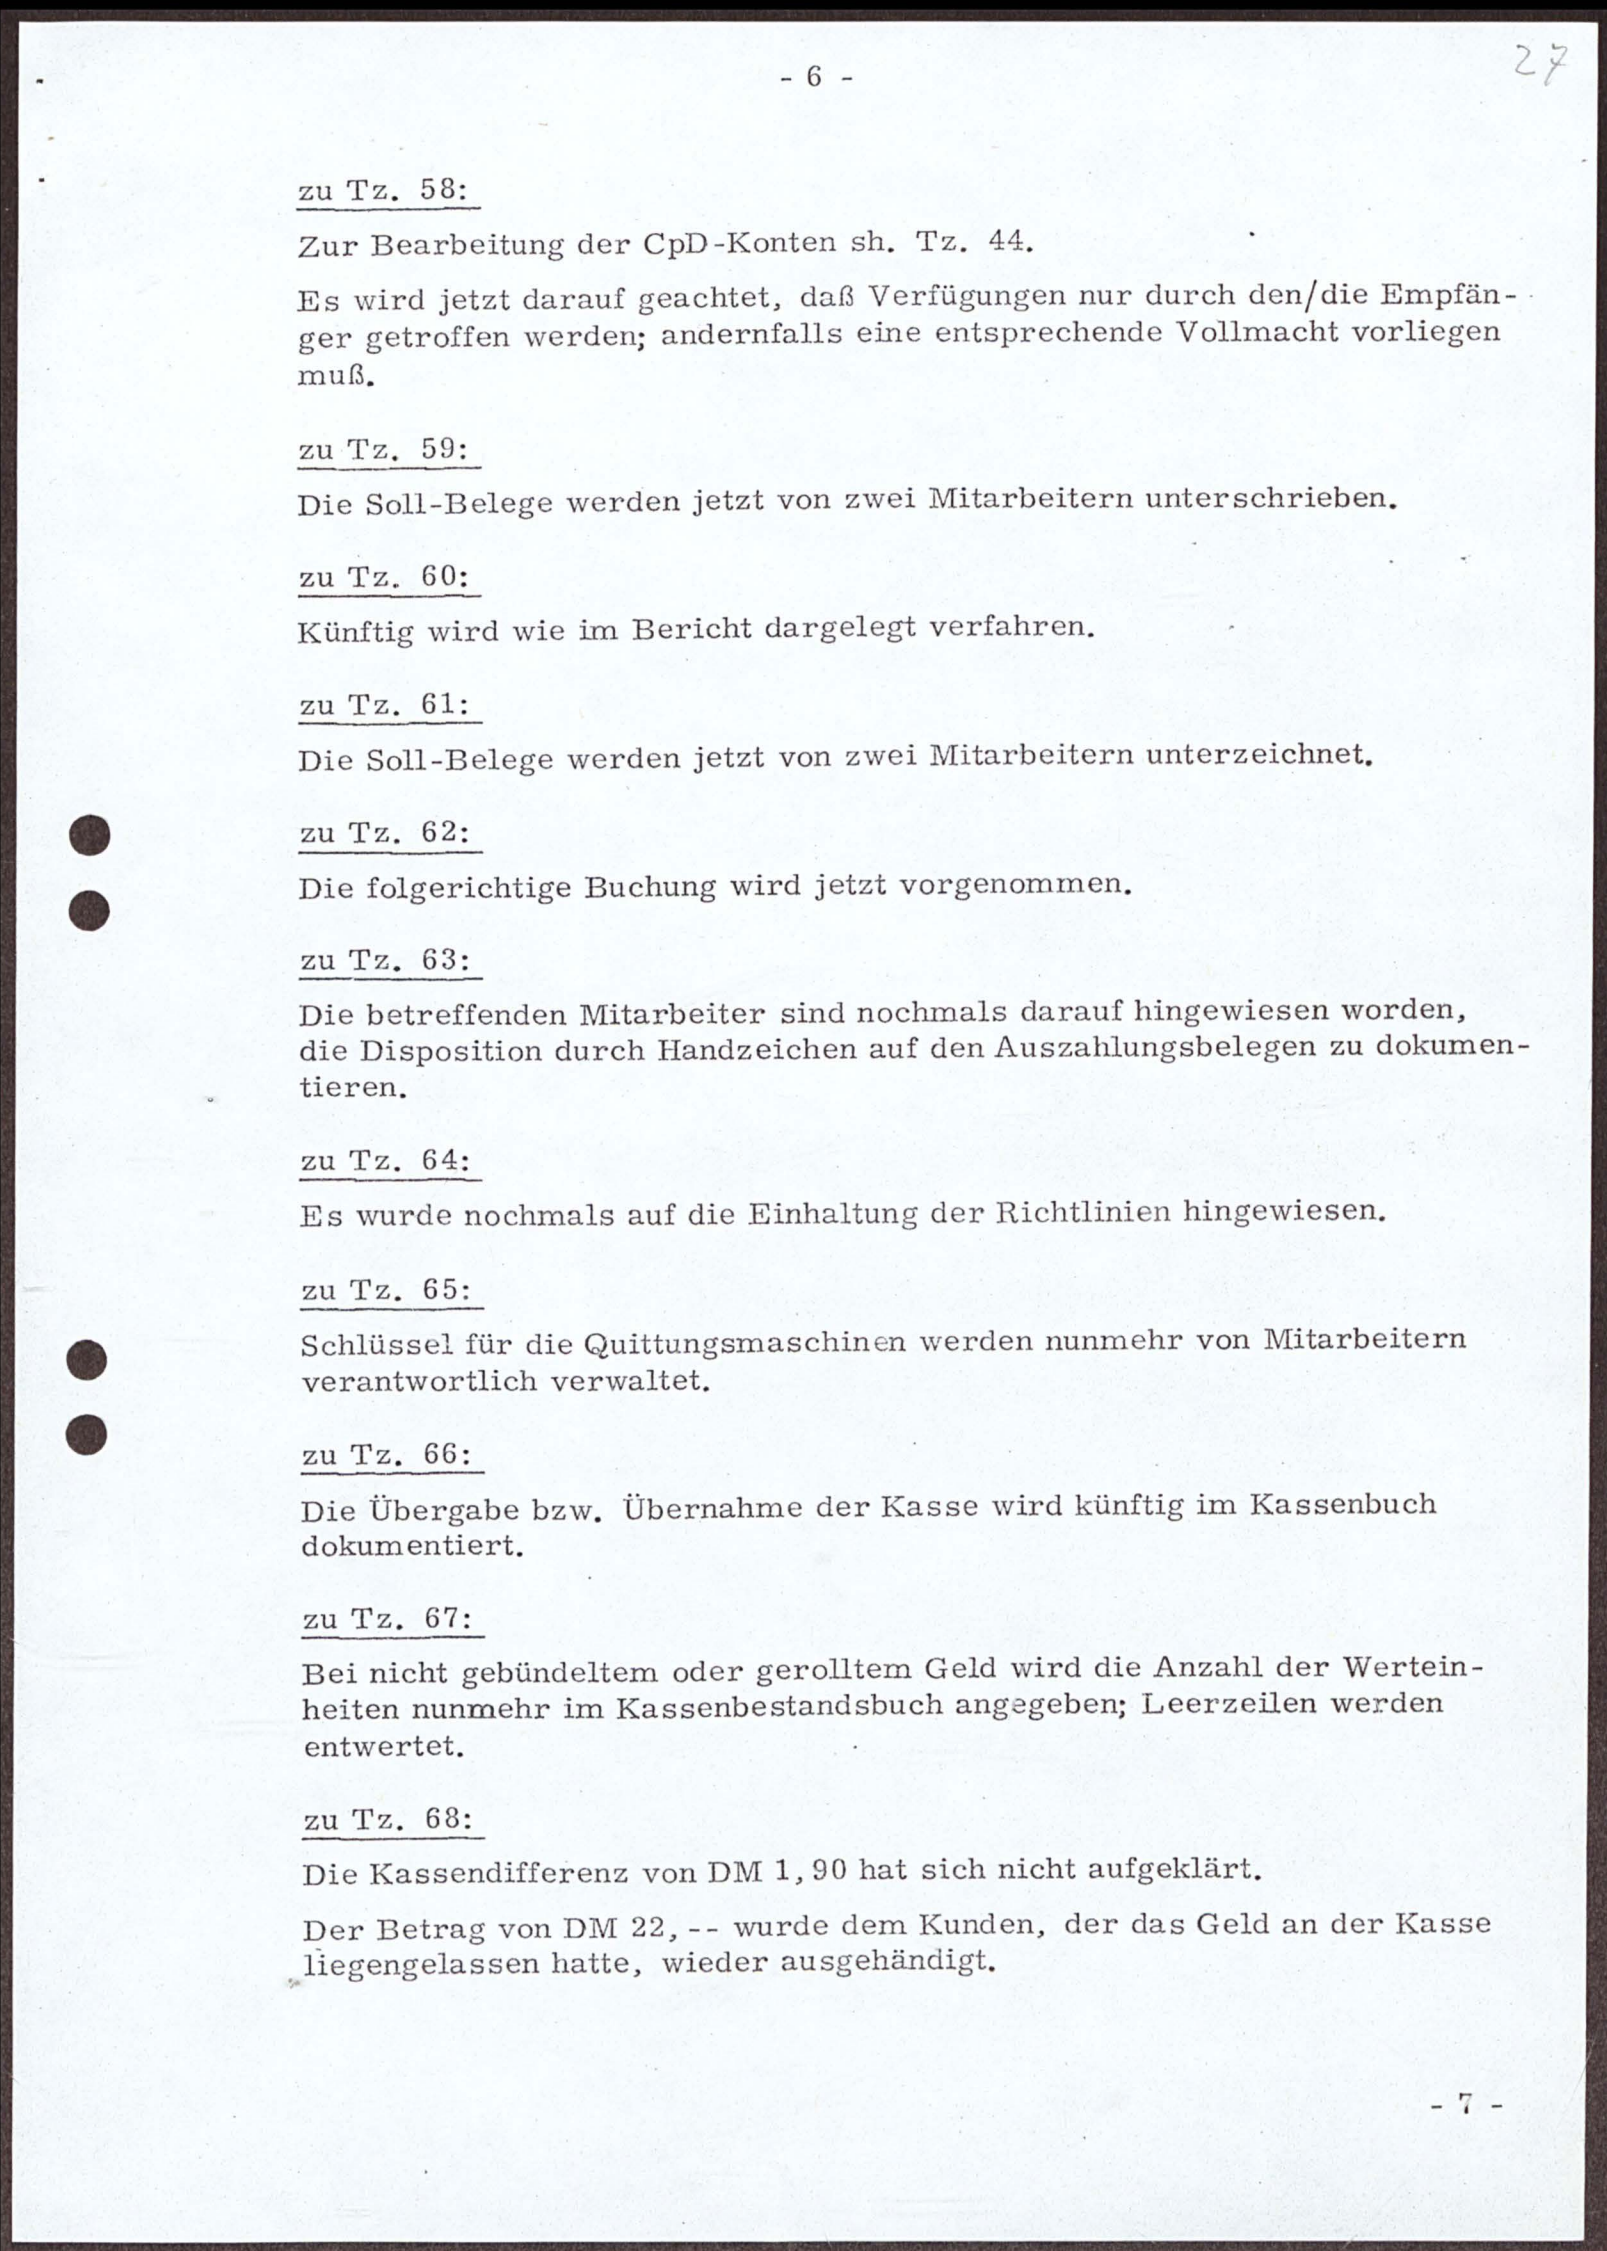 - 6 -
27
zu Tz. 58:
Zur Bearbeitung der CpD-Konten sh. Tz. 44.
Es wird jetzt darauf geachtet, daß Verfügungen nur durch den/die Empfän-
ger getroffen werden; andernfalls eine entsprechende Vollmacht vorliegen
muß.
zu Tz. 59:
Die Soll-Belege werden jetzt von zwei Mitarbeitern unterschrieben.
zu Tz. 60:
Künftig wird wie im Bericht dargelegt verfahren.
zu Tz. 61:
Die Soll-Belege werden jetzt von zwei Mitarbeitern unterzeichnet.
zu Tz. 62:
Die folgerichtige Buchung wird jetzt vorgenommen.
zu Tz. 63:
Die betreffenden Mitarbeiter sind nochmals darauf hingewiesen worden,
die Disposition durch Handzeichen auf den Auszahlungsbelegen zu dokumen-
tieren.
zu Tz. 64:
Es wurde nochmals auf die Einhaltung der Richtlinien hingewiesen.
zu Tz. 65:
Schlüssel für die Quittungsmaschinen werden nunmehr von Mitarbeitern
verantwortlich verwaltet.
zu Tz. 66:
Die Übergabe bzw. Übernahme der Kasse wird künftig im Kassenbuch
dokumentiert.
zu Tz. 67:
Bei nicht gebündeltem oder gerolltem Geld wird die Anzahl der Wertein-
heiten nunmehr im Kassenbestandsbuch angegeben; Leerzeilen werden
entwertet.
zu Tz. 68:
Die Kassendifferenz von DM 1,90 hat sich nicht aufgeklärt.
Der Betrag von DM 22,-- wurde dem Kunden, der das Geld an der Kasse
liegengelassen hatte, wieder ausgehändigt.
- 7 -